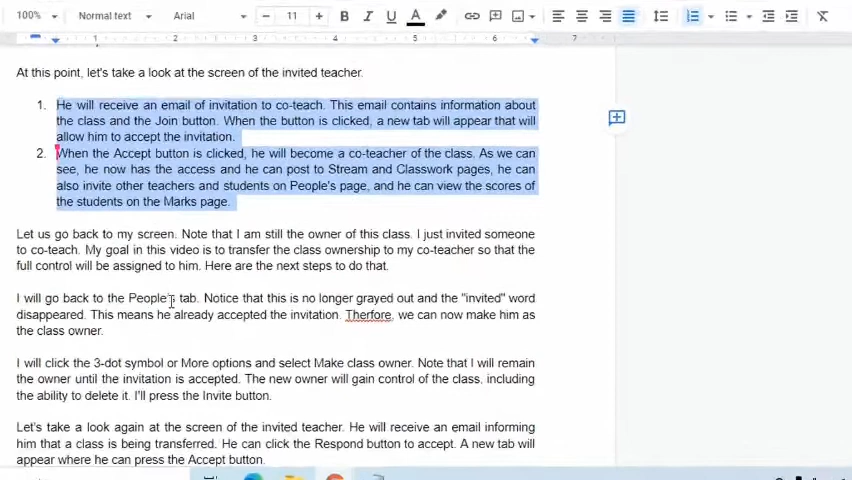 100% Normal text Arial 11 B I U A
1 2 3 4 5 6 7
At this point, let's take a look at the screen of the invited teacher.
1. He will receive an email of invitation to co-teach. This email contains information about
the class and the Join button. When the button is clicked, a new tab will appear that will
allow him to accept the invitation.
2. When the Accept button is clicked, he will become a co-teacher of the class. As we can
see, he now has the access and he can post to Stream and Classwork pages, he can
also invite other teachers and students on People's page, and he can view the scores of
the students on the Marks page.
Let us go back to my screen. Note that I am still the owner of this class. I just invited someone
to co-teach. My goal in this video is to transfer the class ownership to my co-teacher so that the
full control will be assigned to him. Here are the next steps to do that.
I will go back to the People's tab. Notice that this is no longer grayed out and the "invited" word
disappeared. This means he already accepted the invitation. Therfore, we can now make him as
the class owner.
I will click the 3-dot symbol or More options and select Make class owner. Note that I will remain
the owner until the invitation is accepted. The new owner will gain control of the class, including
the ability to delete it. I'll press the Invite button.
Let's take a look again at the screen of the invited teacher. He will receive an email informing
him that a class is being transferred. He can click the Respond button to accept. A new tab will
appear where he can press the Accept button.